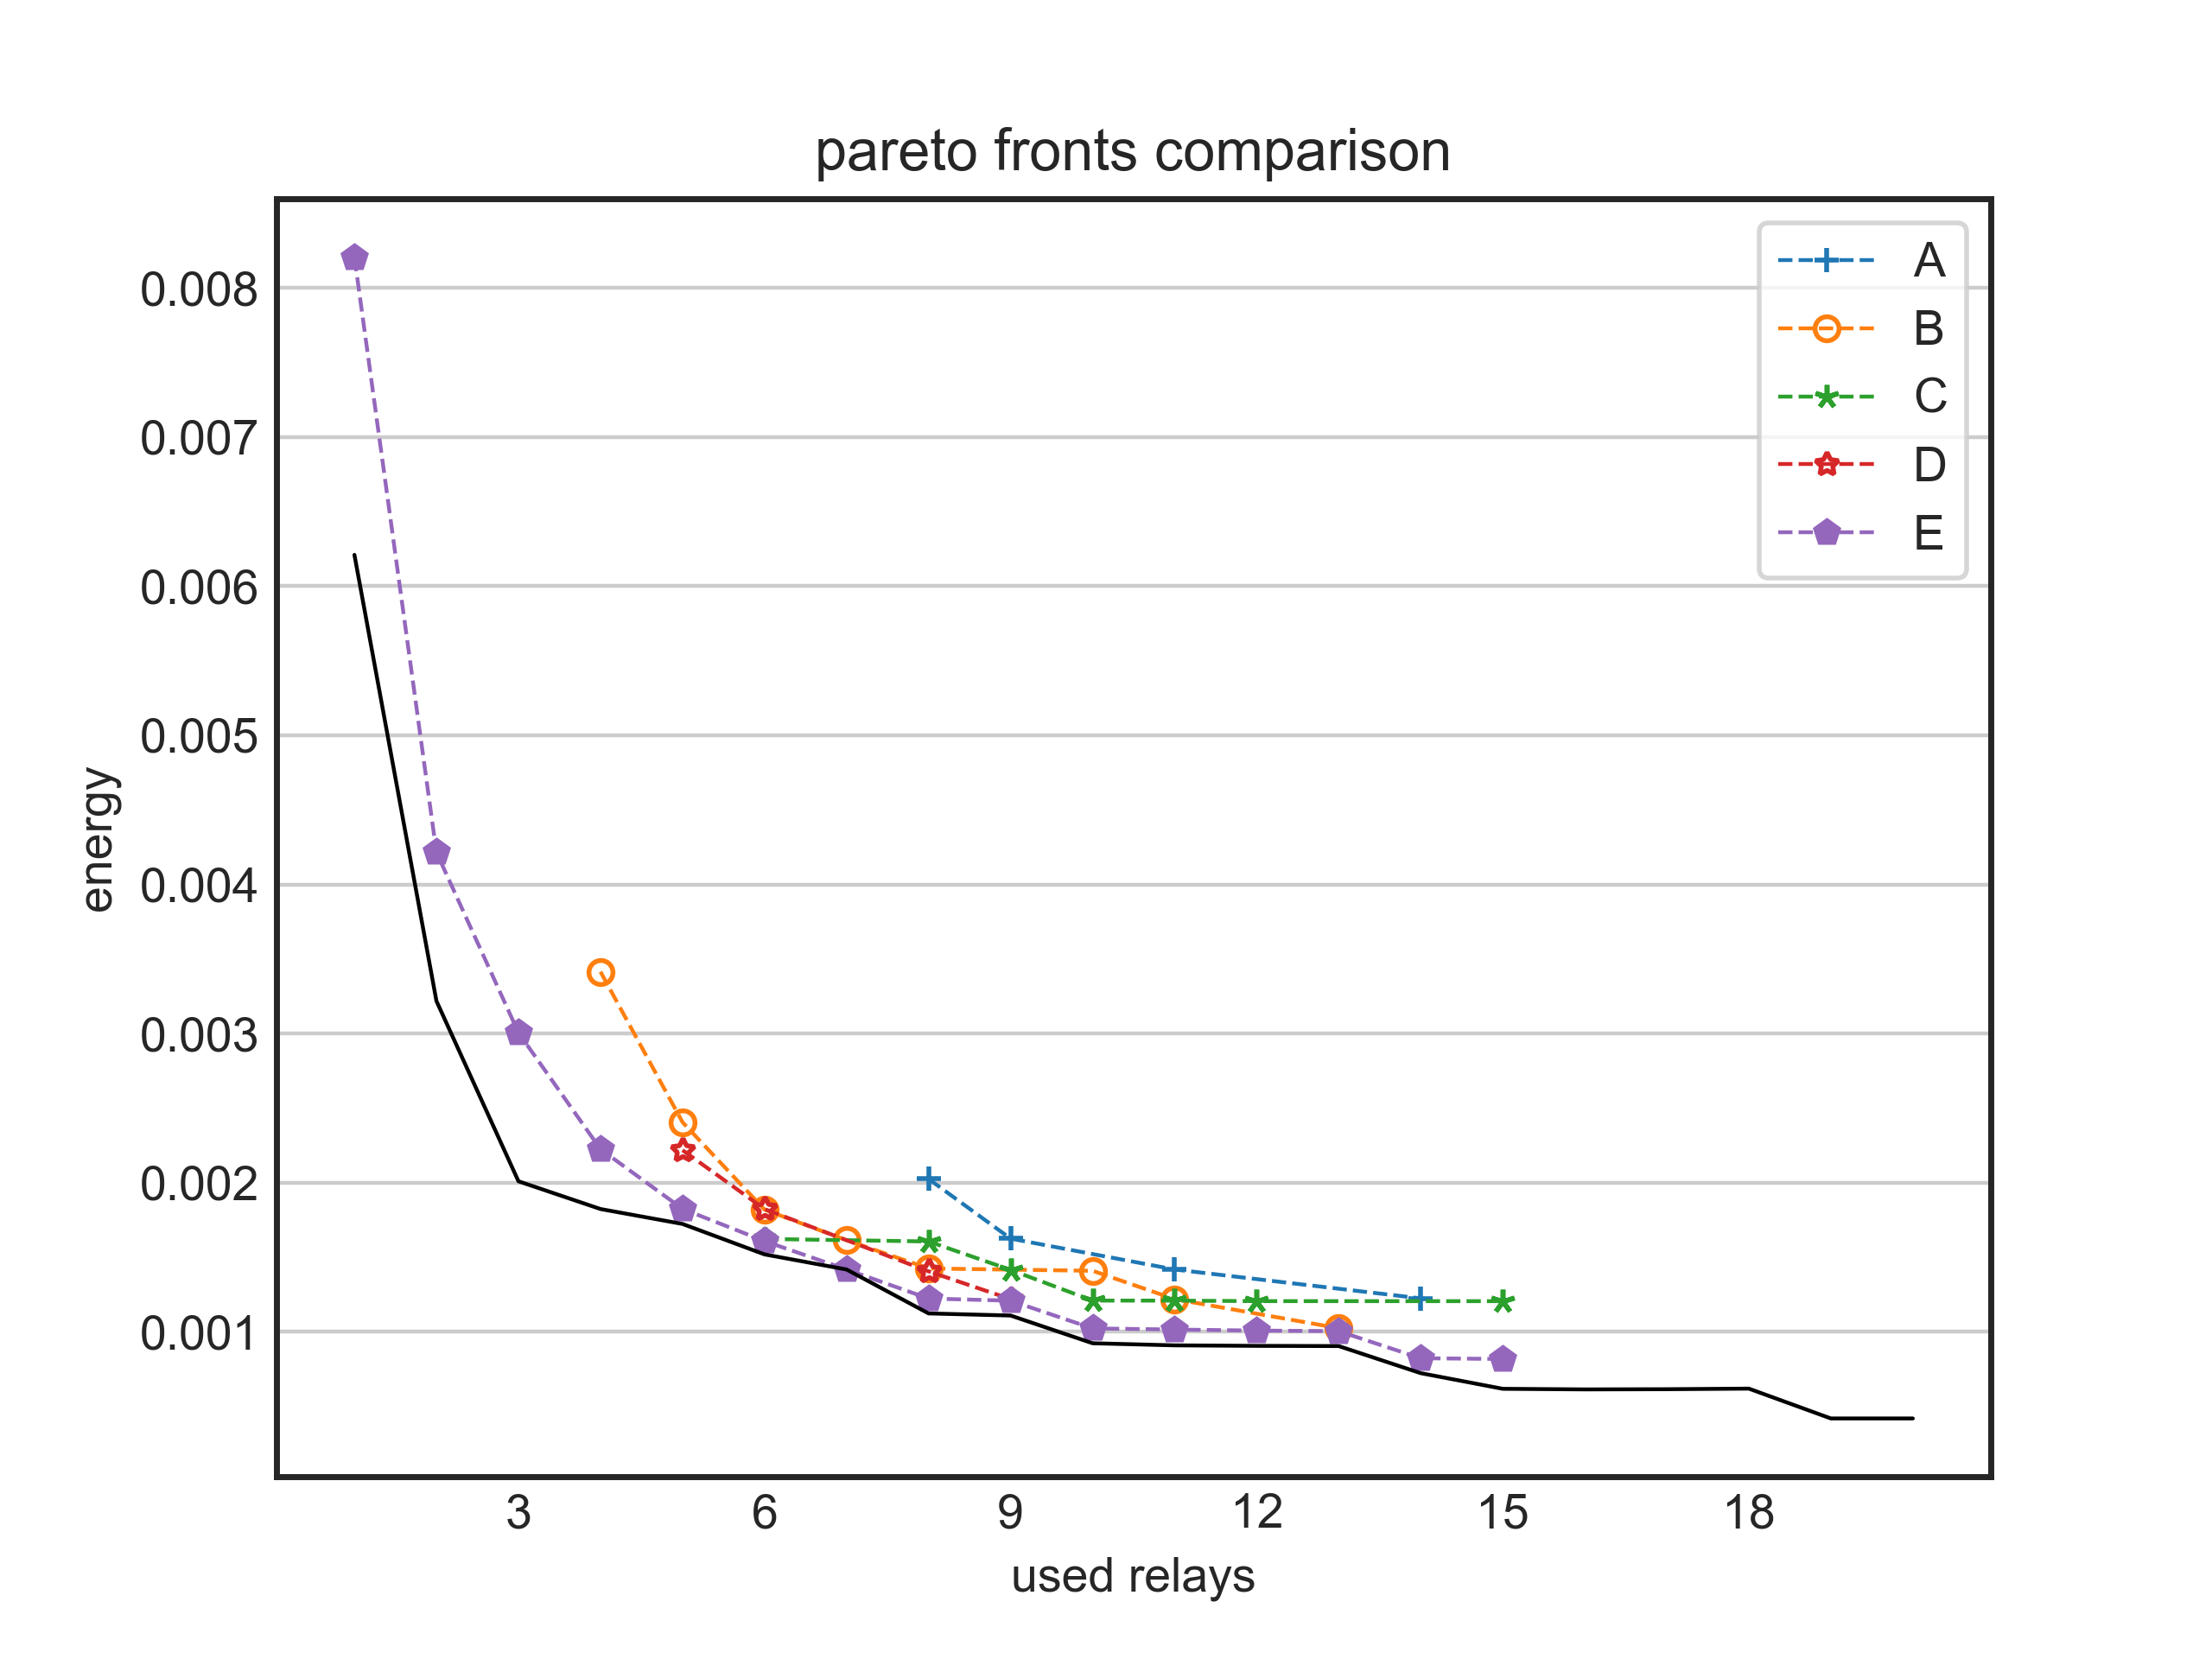 pareto fronts comparison
A
B
C
D
E
0.008
0.007
0.006
0.005
0.004
0.003
0.002
0.001
energy
3 6 9 12 15 18
used relays